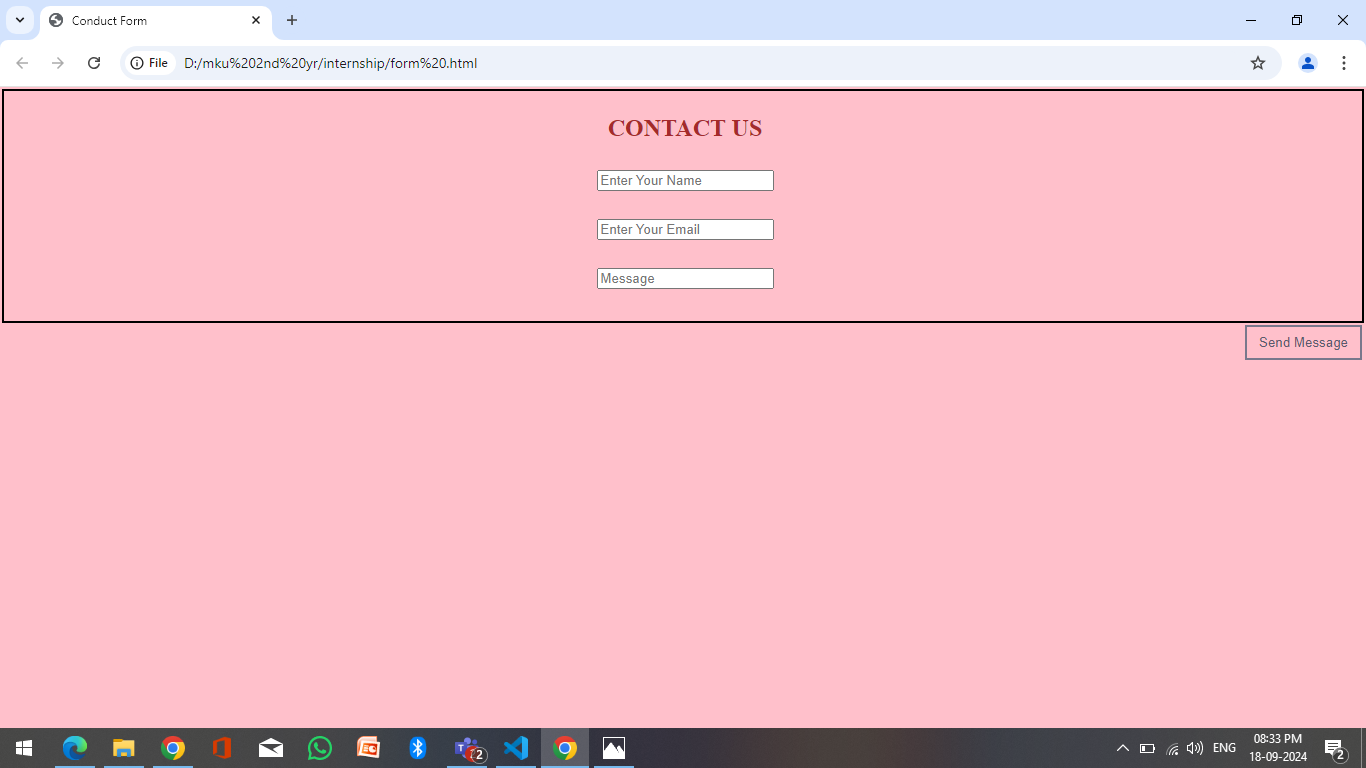 Conduct Form
File
D:/mku%202nd%20yr/internship/form%20.html
CONTACT US
Enter Your Name
Enter Your Email
Message
Send Message
2
ENG
08:33 PM
18-09-2024
2